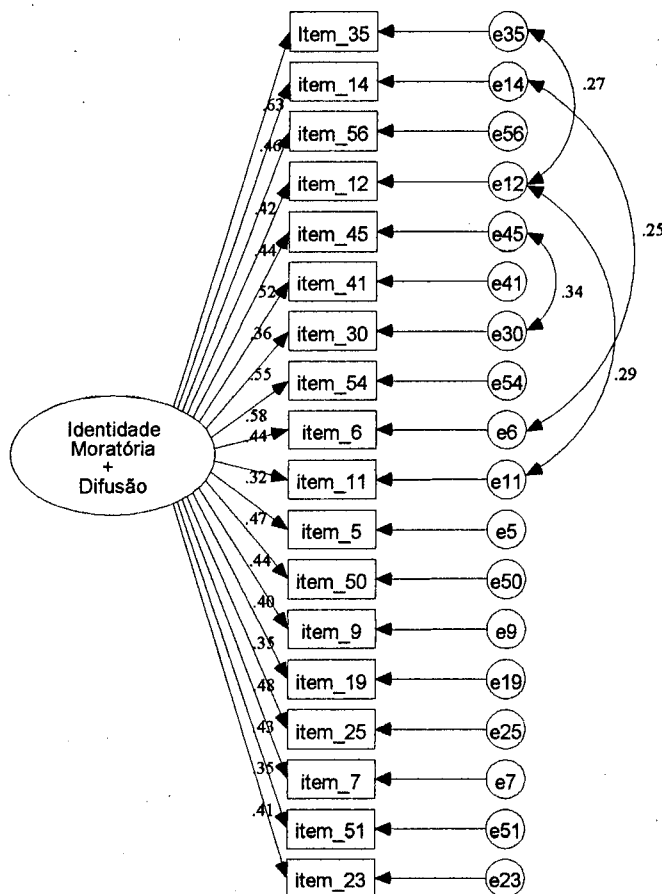 Item_35
e35
.63
item_14
e14
.27
.46
item_56
e56
.42
item_12
e12
.44
item_45
e45
.25
.52
item_41
e41
.34
.36
item_30
e30
.55
item_54
e54
.29
.58
Identidade
Moratória
+
Difusão
.44
item_6
e6
.32
item_11
e11
.47
item_5
e5
.44
item_50
e50
.40
item_9
e9
.35
item_19
e19
.48
item_25
e25
.43
item_7
e7
.35
item_51
e51
.41
item_23
e23